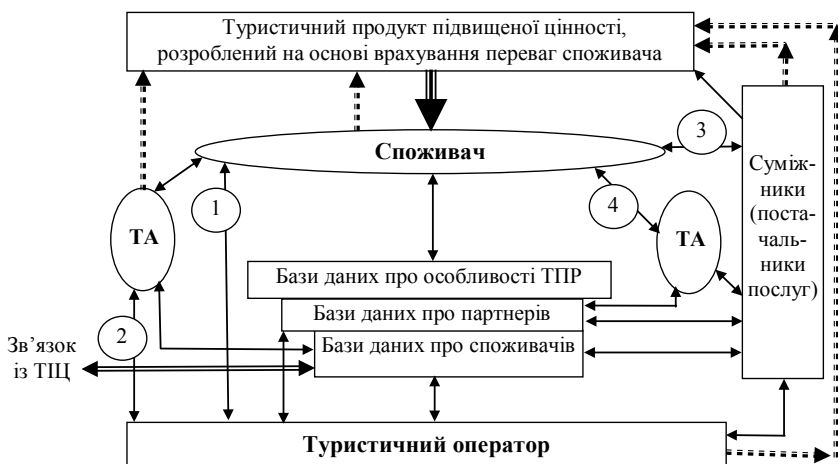 Туристичний продукт підвищеної цінності,
розроблений на основі врахування переваг споживача
3
Споживач
Суміж-
ники
(поста-
чаль-
ники
послуг)
1
4
ТА
ТА
Бази даних про особливості ТПР
Бази даних про партнерів
2
Бази даних про споживачів
Зв’язок
із ТІЦ
Туристичний оператор